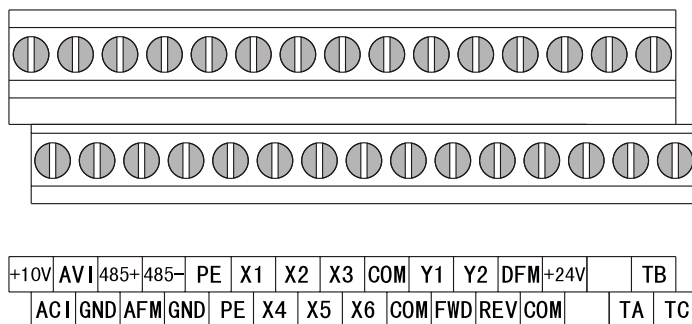 +10V AVI 485+ 485- PE X1 X2 X3 COM Y1 Y2 DFM +24V TB
ACI GND AFM GND PE X4 X5 X6 COM FWD REV COM TA TC